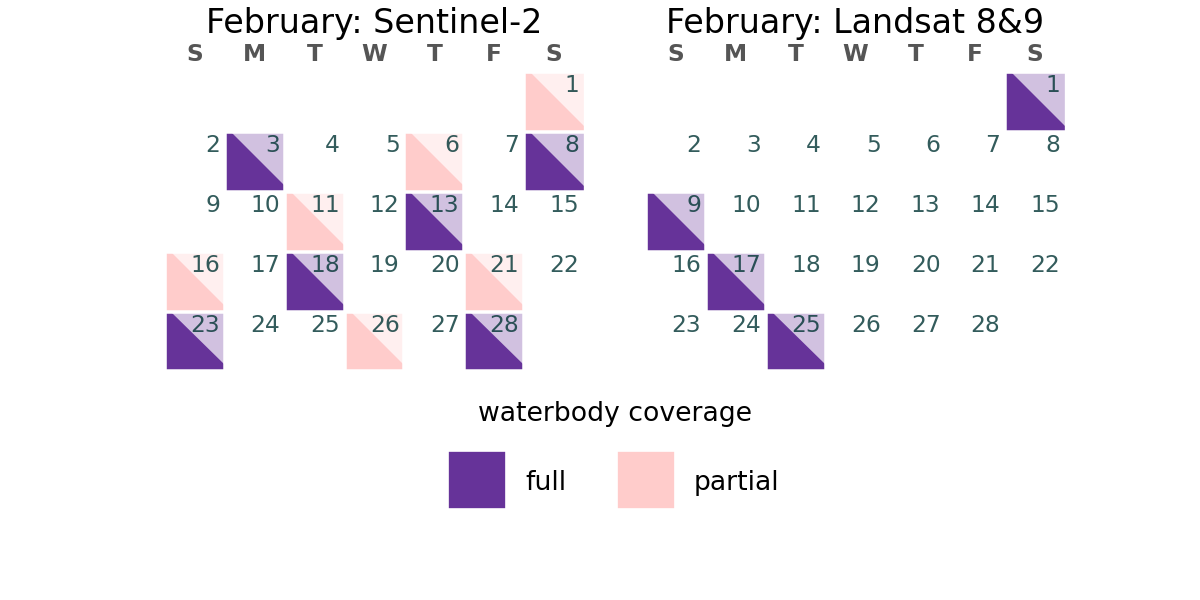 February: Sentinel-2
S M T W T F S
1
2 3 4 5 6 7 8
9 10 11 12 13 14 15
16 17 18 19 20 21 22
23 24 25 26 27 28
February: Landsat 8&9
S M T W T F S
1
2 3 4 5 6 7 8
9 10 11 12 13 14 15
16 17 18 19 20 21 22
23 24 25 26 27 28
waterbody coverage
full partial